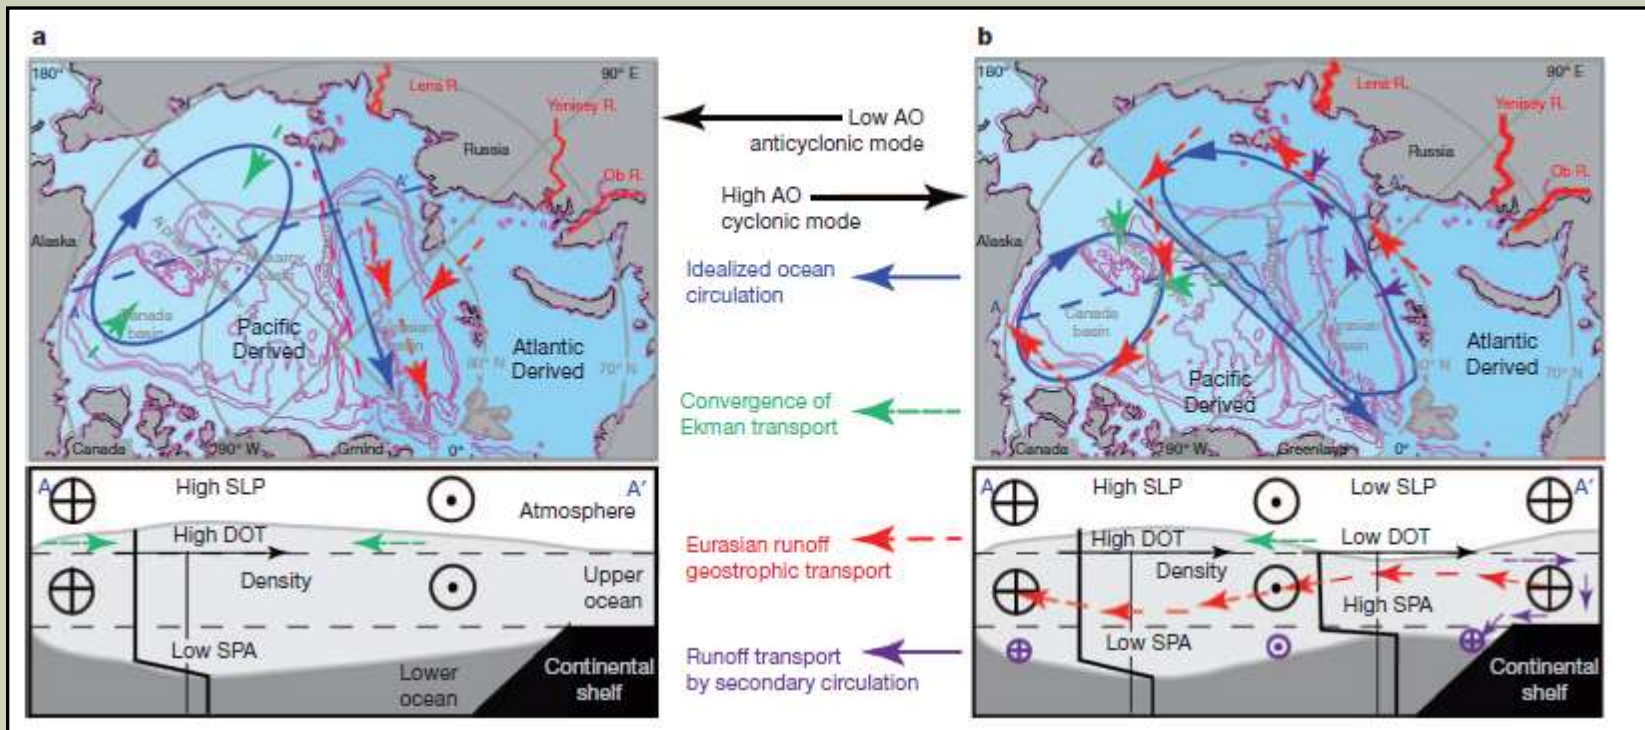 a
180°
90° E
Lena R.
Yenisey R.
Russia
Ob R.
A'
Alaska
A
Canada
basin
Pacific
Derived
Atlantic
Derived
80° N
70° N
Canada
90° W
Grnlnd
0°
A
High SLP
A′
Atmosphere
High DOT
Density
Upper
ocean
Low SPA
Lower
ocean
Continental
shelf
Low AO
anticyclonic mode
High AO
cyclonic mode
Idealized ocean
circulation
Convergence of
Ekman transport
Eurasian runoff
geostrophic transport
Runoff transport
by secondary circulation
b
180°
90° E
Lena R.
Yenisey R.
Russia
Ob R.
A'
Alaska
A
Canada
basin
Pacific
Derived
Atlantic
Derived
70° N
Canada
90° W
Greenland
0°
A
High SLP
Low SLP
A′
High DOT
Low DOT
Density
High SPA
Low SPA
Continental
shelf